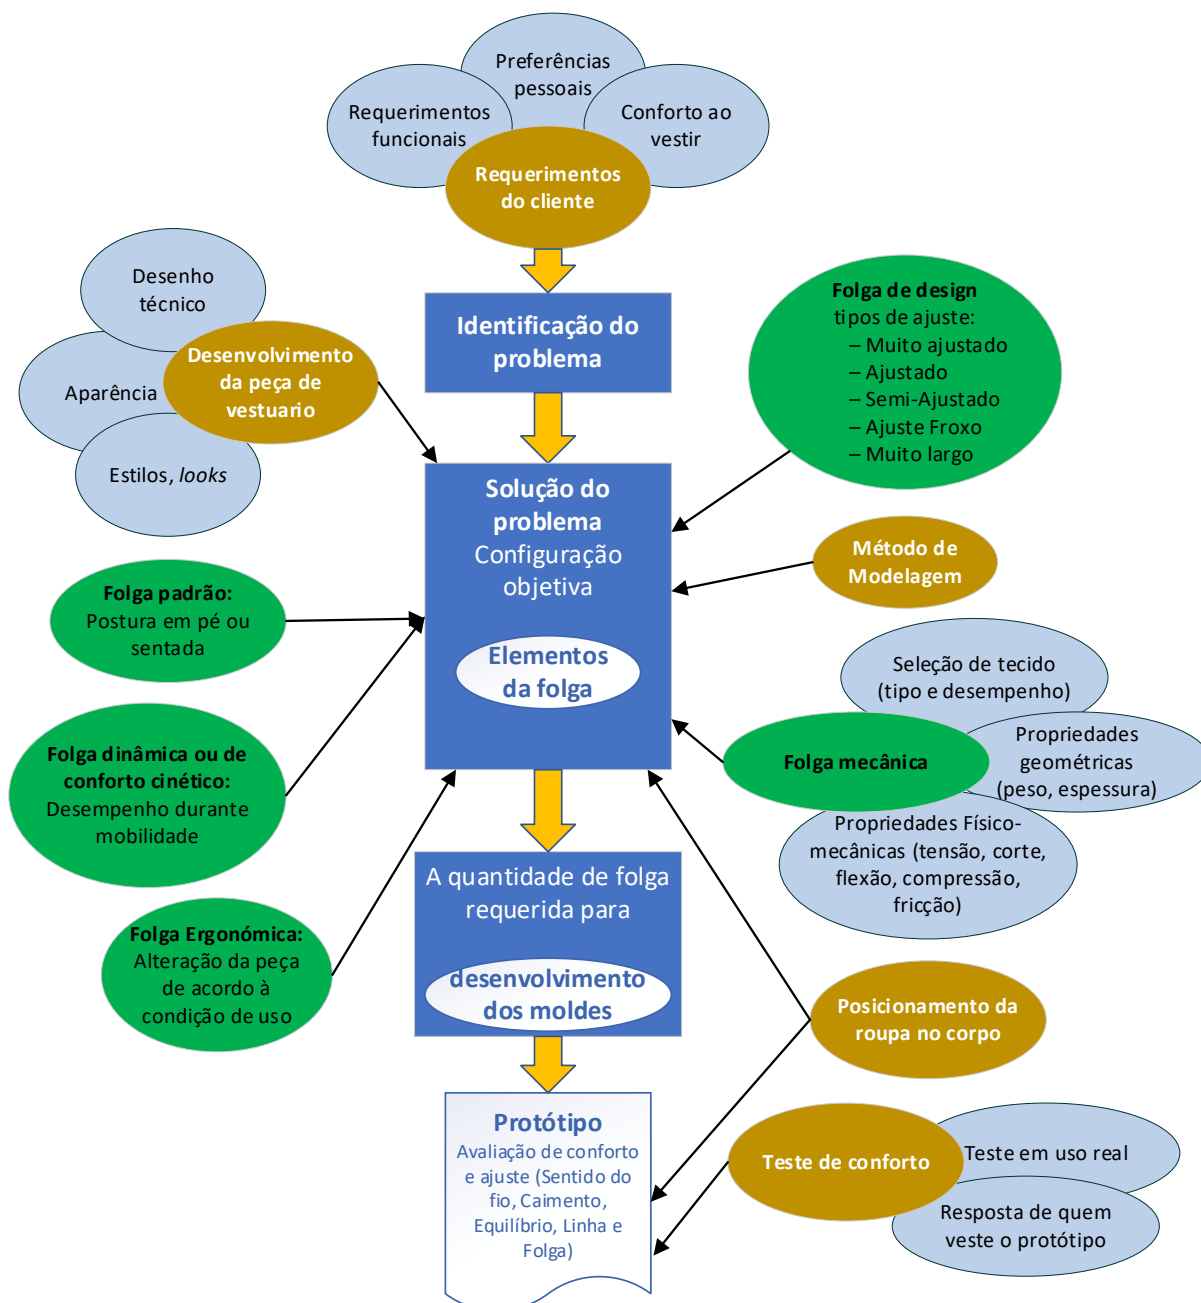 Preferências
pessoais
Requerimentos
funcionais
Conforto ao
vestir
Requerimentos
do cliente
Identificação do
problema
Desenho
técnico
Aparência
Estilos, looks
Desenvolvimento
da peça de
vestuario
Folga de design
tipos de ajuste:
– Muito ajustado
– Ajustado
– Semi-Ajustado
– Ajuste Froxo
– Muito largo
Solução do
problema
Configuração
objetiva
Elementos
da folga
Método de
Modelagem
Folga padrão:
Postura em pé ou
sentada
Folga dinâmica ou de
conforto cinético:
Desempenho durante
mobilidade
Folga Ergonómica:
Alteração da peça
de acordo à
condição de uso
Seleção de tecido
(tipo e desempenho)
Folga mecânica
Propriedades
geométricas
(peso, espessura)
Propriedades Físico-
mecânicas (tensão, corte,
flexão, compressão,
fricção)
A quantidade de folga
requerida para
desenvolvimento
dos moldes
Posicionamento da
roupa no corpo
Protótipo
Avaliação de conforto
e ajuste (Sentido do
fio, Caimento,
Equilíbrio, Linha e
Folga)
Teste de conforto
Teste em uso real
Resposta de quem
veste o protótipo